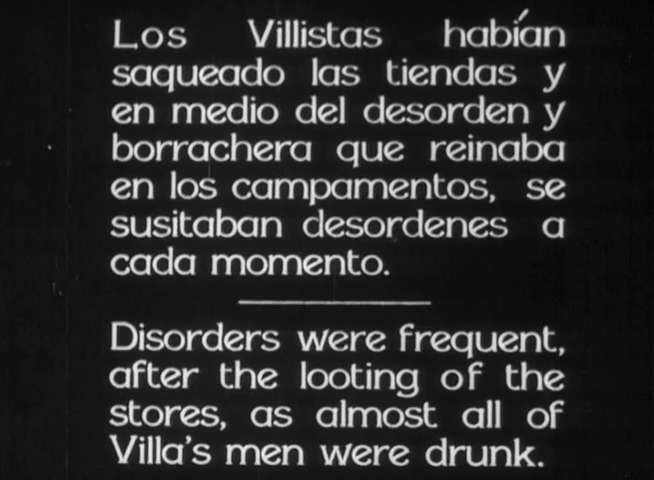 Los Villistas habían
saqueado las tiendas y
en medio del desorden y
borrachera que reinaba
en los campamentos, se
susitaban desordenes a
cada momento.
Disorders were frequent,
after the looting of the
stores, as almost all of
Villa's men were drunk.